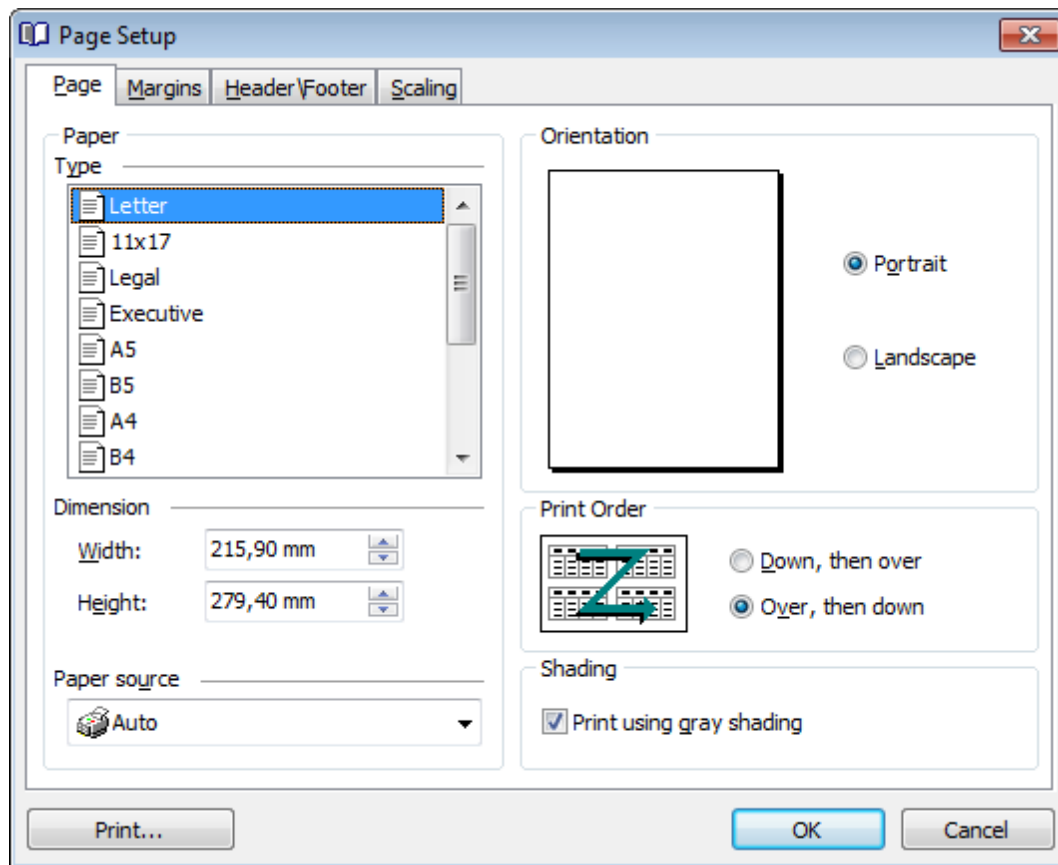 Page Setup
Page Margins Header\Footer Scaling
Paper
Type
Letter
11x17
Legal
Executive
A5
B5
A4
B4
Dimension
Width: 215,90 mm
Height: 279,40 mm
Paper source
Auto
Orientation
Portrait
Landscape
Print Order
Down, then over
Over, then down
Shading
Print using gray shading
Print... OK Cancel